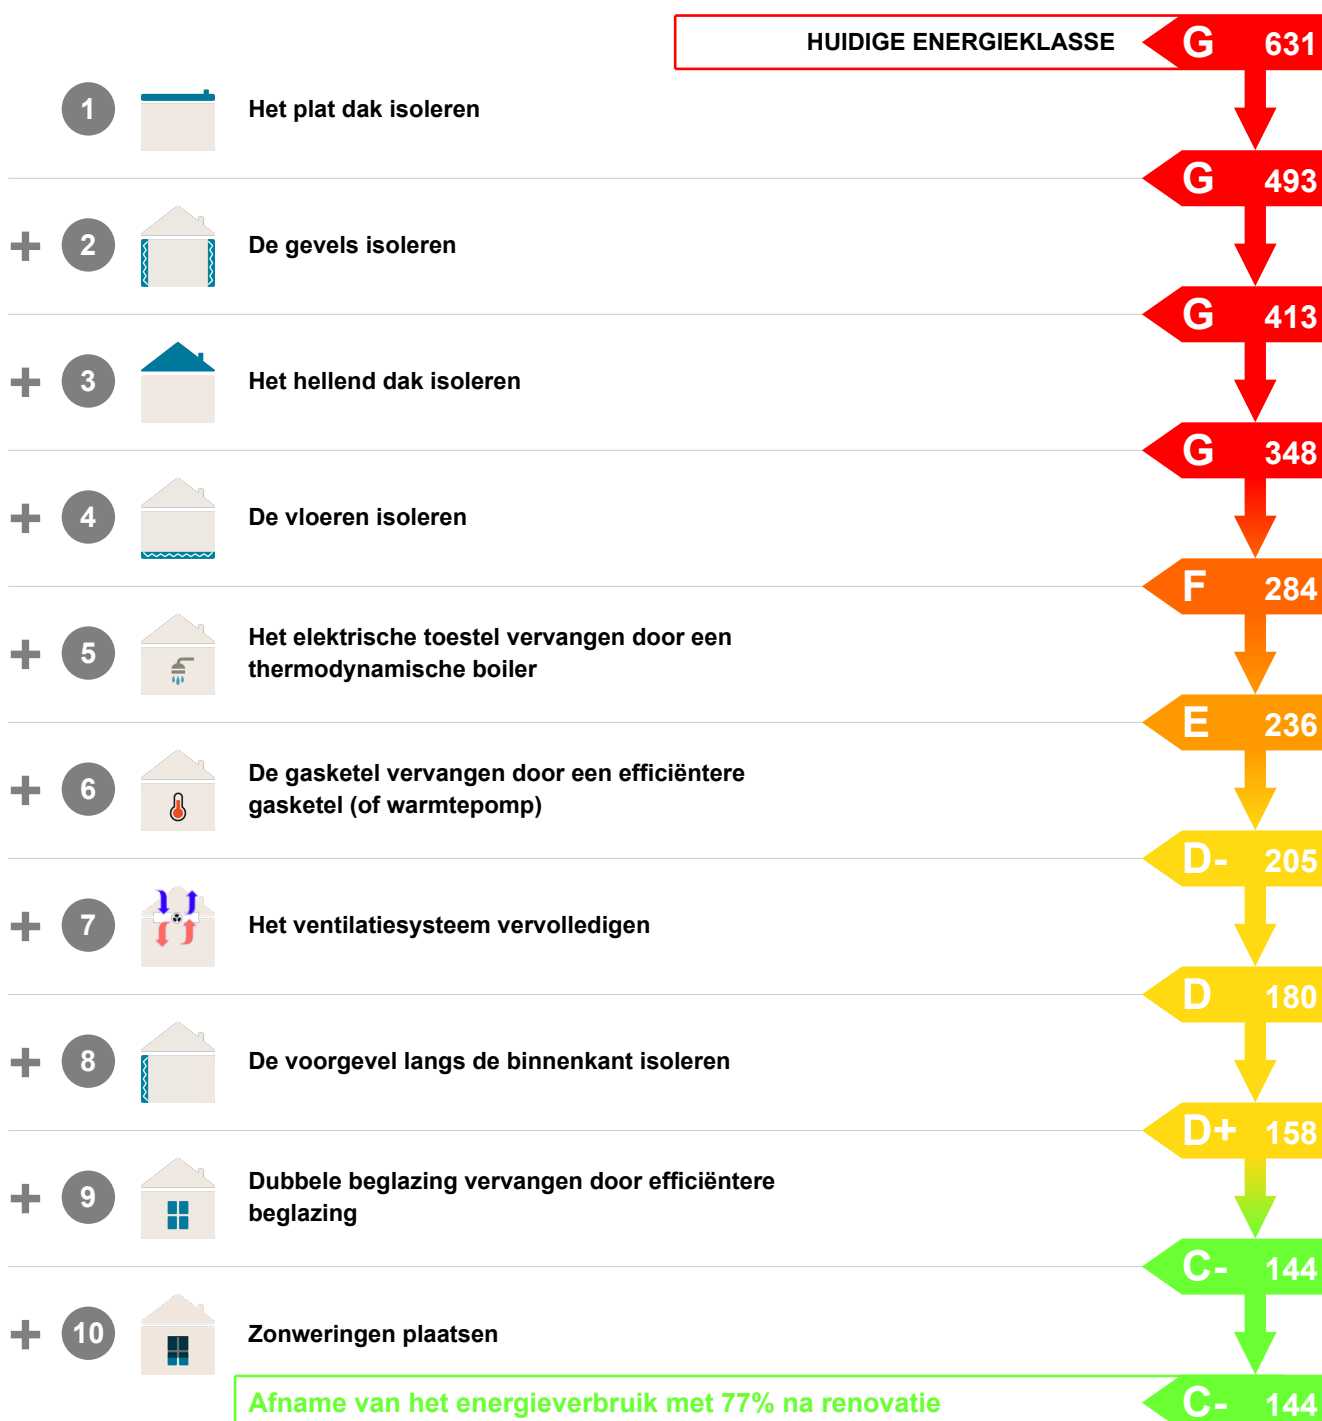 HUIDIGE ENERGIEKLASSE G 631
1 Het plat dak isoleren
G 493
+ 2 De gevels isoleren
G 413
+ 3 Het hellend dak isoleren
G 348
+ 4 De vloeren isoleren
F 284
+ 5 Het elektrische toestel vervangen door een
thermodynamische boiler
E 236
+ 6 De gasketel vervangen door een efficiëntere
gasketel (of warmtepomp)
D- 205
+ 7 Het ventilatiesysteem vervolledigen
D 180
+ 8 De voorgevel langs de binnenkant isoleren
D+ 158
+ 9 Dubbele beglazing vervangen door efficiëntere
beglazing
C- 144
+ 10 Zonweringen plaatsen
Afname van het energieverbruik met 77% na renovatie C- 144